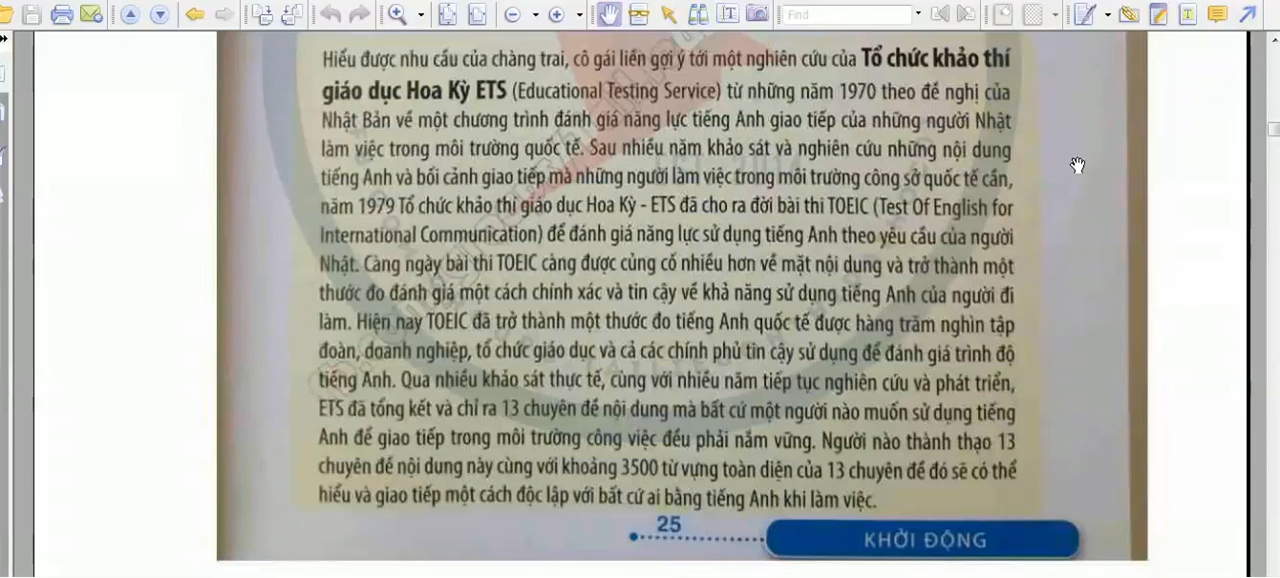 Find
Hiểu được nhu cầu của chàng trai, cô gái liền gợi ý tới một nghiên cứu của Tổ chức khảo thí
giáo dục Hoa Kỳ ETS (Educational Testing Service) từ những năm 1970 theo đề nghị của
Nhật Bản về một chương trình đánh giá năng lực tiếng Anh giao tiếp của những người Nhật
làm việc trong môi trường quốc tế. Sau nhiều năm khảo sát và nghiên cứu những nội dung
tiếng Anh và bối cảnh giao tiếp mà những người làm việc trong môi trường công sở quốc tế cần,
năm 1979 Tổ chức khảo thí giáo dục Hoa Kỳ - ETS đã cho ra đời bài thi TOEIC (Test Of English for
International Communication) để đánh giá năng lực sử dụng tiếng Anh theo yêu cầu của người
Nhật. Càng ngày bài thi TOEIC càng được củng cố nhiều hơn về mặt nội dung và trở thành một
thước đo đánh giá một cách chính xác và tin cậy về khả năng sử dụng tiếng Anh của người đi
làm. Hiện nay TOEIC đã trở thành một thước đo tiếng Anh quốc tế được hàng trăm nghìn tập
đoàn, doanh nghiệp, tổ chức giáo dục và cả các chính phủ tin cậy sử dụng để đánh giá trình độ
tiếng Anh. Qua nhiều khảo sát thực tế, cùng với nhiều năm tiếp tục nghiên cứu và phát triển,
ETS đã tổng kết và chỉ ra 13 chuyên đề nội dung mà bất cứ một người nào muốn sử dụng tiếng
Anh để giao tiếp trong môi trường công việc đều phải nắm vững. Người nào thành thạo 13
chuyên đề nội dung này cùng với khoảng 3500 từ vựng toàn diện của 13 chuyên đề đó sẽ có thể
hiểu và giao tiếp một cách độc lập với bất cứ ai bằng tiếng Anh khi làm việc.
25
KHỞI ĐỘNG